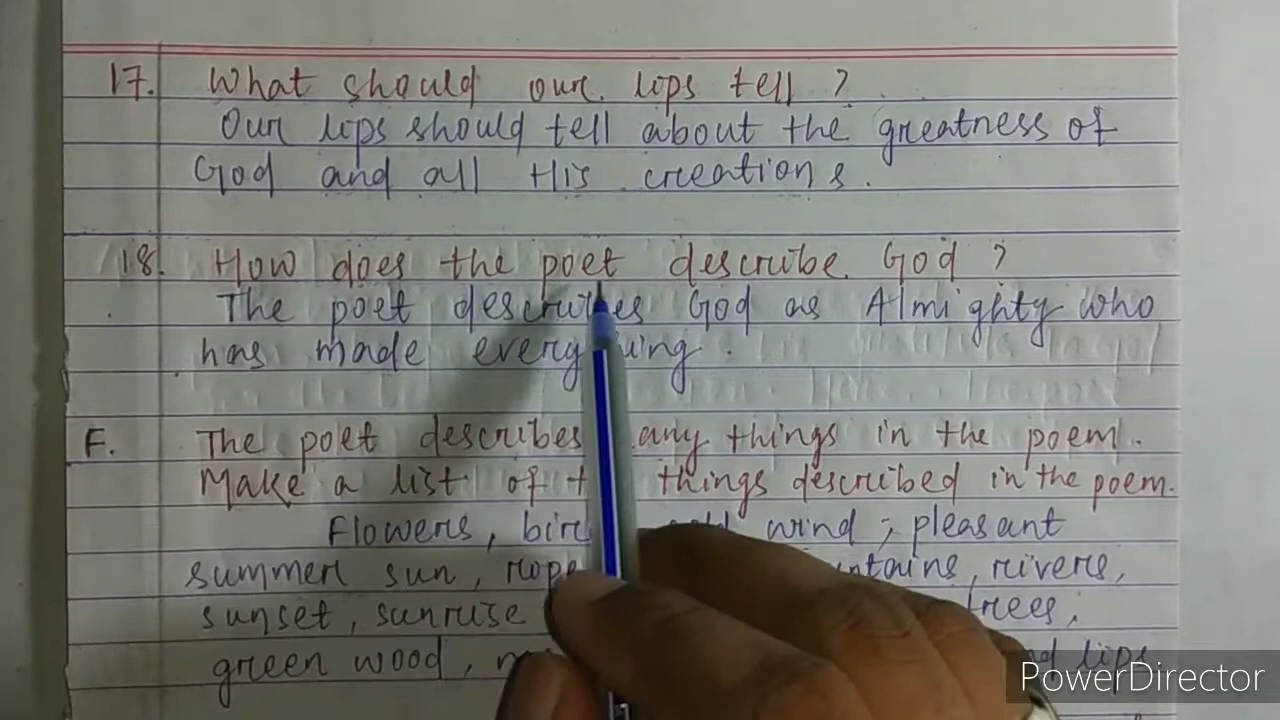 17. What should our lips tell ?
Our lips should tell about the greatness of
God and all His creations.
18. How does the poet describe God ?
The poet describes God as Almighty who
has made
F. The poet describes things in the poem.
Make a list of things described in the poem.
Flowers, wind, pleasant
summer sun, rivers,
sunset, sunrise trees,
green wood, lips
PowerDirector